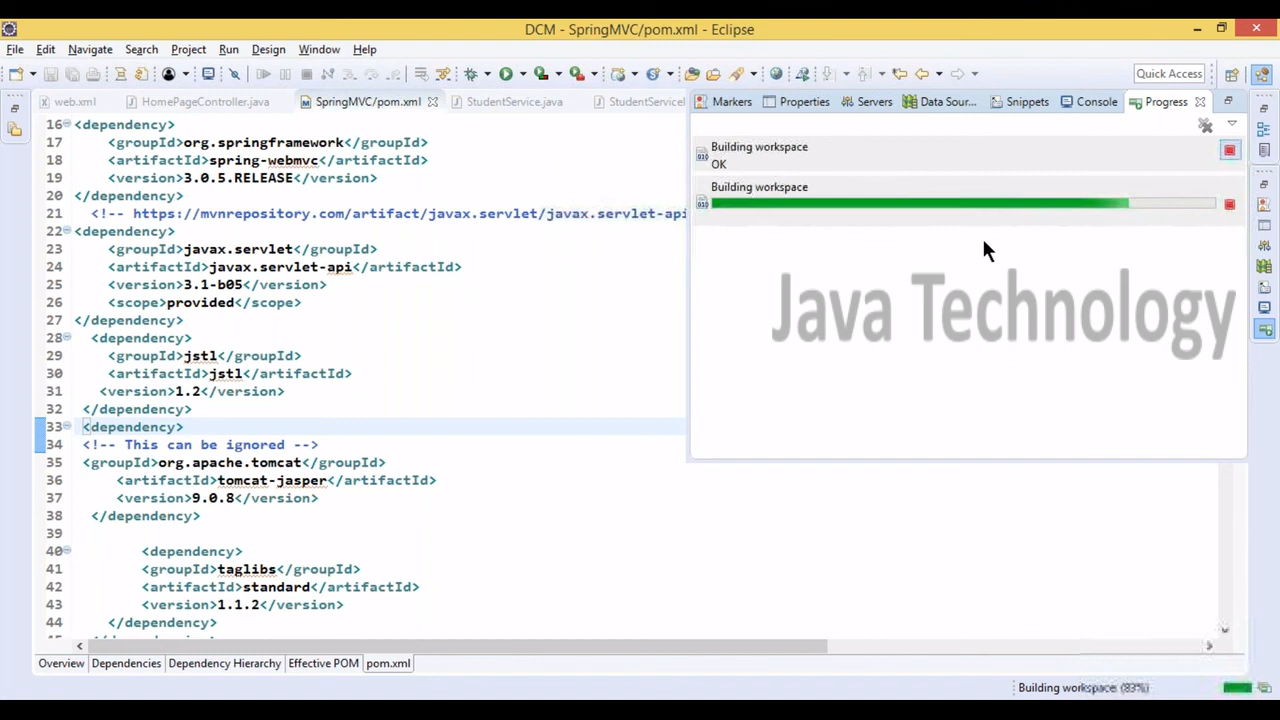 DCM - SpringMVC/pom.xml - Eclipse
File Edit Navigate Search Project Run Design Window Help
Quick Access
web.xml HomePageController.java SpringMVC/pom.xml StudentService.java StudentServiceI
Markers Properties Servers Data Sour... Snippets Console Progress
16 <dependency>
17 <groupId>org.springframework</groupId>
18 <artifactId>spring-webmvc</artifactId>
19 <version>3.0.5.RELEASE</version>
20 </dependency>
21 <!-- https://mvnrepository.com/artifact/javax.servlet/javax.servlet-api
22 <dependency>
23 <groupId>javax.servlet</groupId>
24 <artifactId>javax.servlet-api</artifactId>
25 <version>3.1-b05</version>
26 <scope>provided</scope>
27 </dependency>
28 <dependency>
29 <groupId>jstl</groupId>
30 <artifactId>jstl</artifactId>
31 <version>1.2</version>
32 </dependency>
33 <dependency>
34 <!-- This can be ignored -->
35 <groupId>org.apache.tomcat</groupId>
36 <artifactId>tomcat-jasper</artifactId>
37 <version>9.0.8</version>
38 </dependency>
39
40 <dependency>
41 <groupId>taglibs</groupId>
42 <artifactId>standard</artifactId>
43 <version>1.1.2</version>
44 </dependency>
Building workspace
OK
Building workspace
Java Technology
Overview Dependencies Dependency Hierarchy Effective POM pom.xml
Building workspace: (83%)